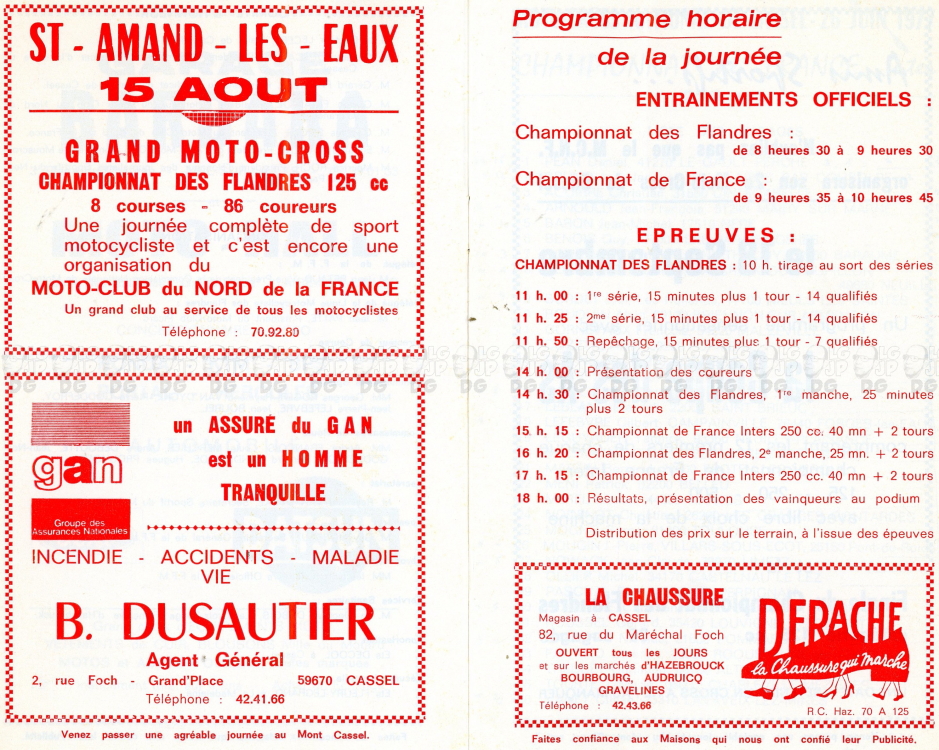 ST - AMAND - LES - EAUX
15 AOUT
GRAND MOTO-CROSS
CHAMPIONNAT DES FLANDRES 125 cc
8 courses - 86 coureurs
Une journée complète de sport
motocycliste et c'est encore une
organisation du
MOTO-CLUB du NORD de la FRANCE
Un grand club au service de tous les motocyclistes
Téléphone : 70.92.80
un ASSURÉ du GAN
est un HOMME
TRANQUILLE
gan
Groupe des
Assurances Nationales
INCENDIE - ACCIDENTS - MALADIE
VIE
B. DUSAUTIER
Agent Général
2, rue Foch - Grand'Place 59670 CASSEL
Téléphone : 42.41.66
Venez passer une agréable journée au Mont Cassel.
Programme horaire
de la journée
ENTRAINEMENTS OFFICIELS :
Championnat des Flandres :
de 8 heures 30 à 9 heures 30
Championnat de France :
de 9 heures 35 à 10 heures 45
EPREUVES :
CHAMPIONNAT DES FLANDRES : 10 h. tirage au sort des séries
11 h. 00 : 1re série, 15 minutes plus 1 tour - 14 qualifiés
11 h. 25 : 2me série, 15 minutes plus 1 tour - 14 qualifiés
11 h. 50 : Repêchage, 15 minutes plus 1 tour - 7 qualifiés
14 h. 00 : Présentation des coureurs
14 h. 30 : Championnat des Flandres, 1re manche, 25 minutes
plus 2 tours
15 h. 15 : Championnat de France Inters 250 cc. 40 mn + 2 tours
16 h. 20 : Championnat des Flandres, 2e manche, 25 mn. + 2 tours
17 h. 15 : Championnat de France Inters 250 cc. 40 mn + 2 tours
18 h. 00 : Résultats, présentation des vainqueurs au podium
Distribution des prix sur le terrain, à l'issue des épeuves
LA CHAUSSURE
Magasin à CASSEL
82, rue du Maréchal Foch
OUVERT tous les JOURS
et sur les marchés d'HAZEBROUCK
BOURBOURG, AUDRUICQ
GRAVELINES
Téléphone : 42.43.66
DERACHE
la Chaussure qui marche
R C. Haz. 70 A 125
Faites confiance aux Maisons qui nous ont confié leur Publicité.